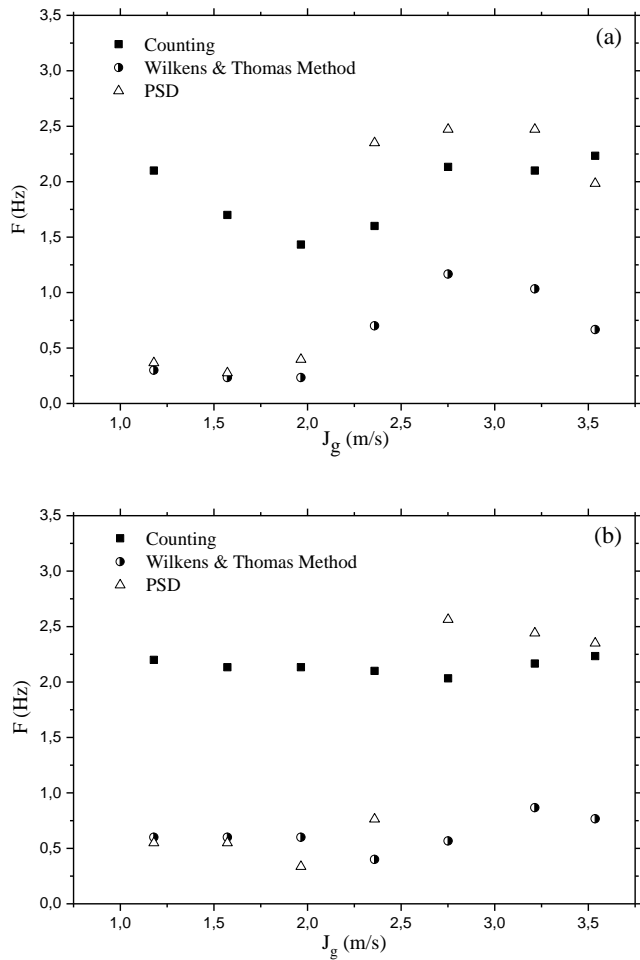 (a)
Counting
Wilkens & Thomas Method
PSD
F (Hz)
3,5
3,0
2,5
2,0
1,5
1,0
0,5
0,0
1,0 1,5 2,0 2,5 3,0 3,5
Jg (m/s)
(b)
Counting
Wilkens & Thomas Method
PSD
F (Hz)
3,5
3,0
2,5
2,0
1,5
1,0
0,5
0,0
1,0 1,5 2,0 2,5 3,0 3,5
Jg (m/s)